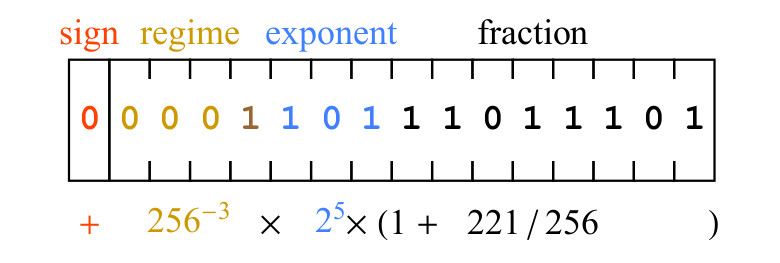 sign regime exponent fraction
0 0 0 0 1 1 0 1 1 1 0 1 1 1 0 1
+ 256⁻³ × 2⁵× (1 + 221/256 )